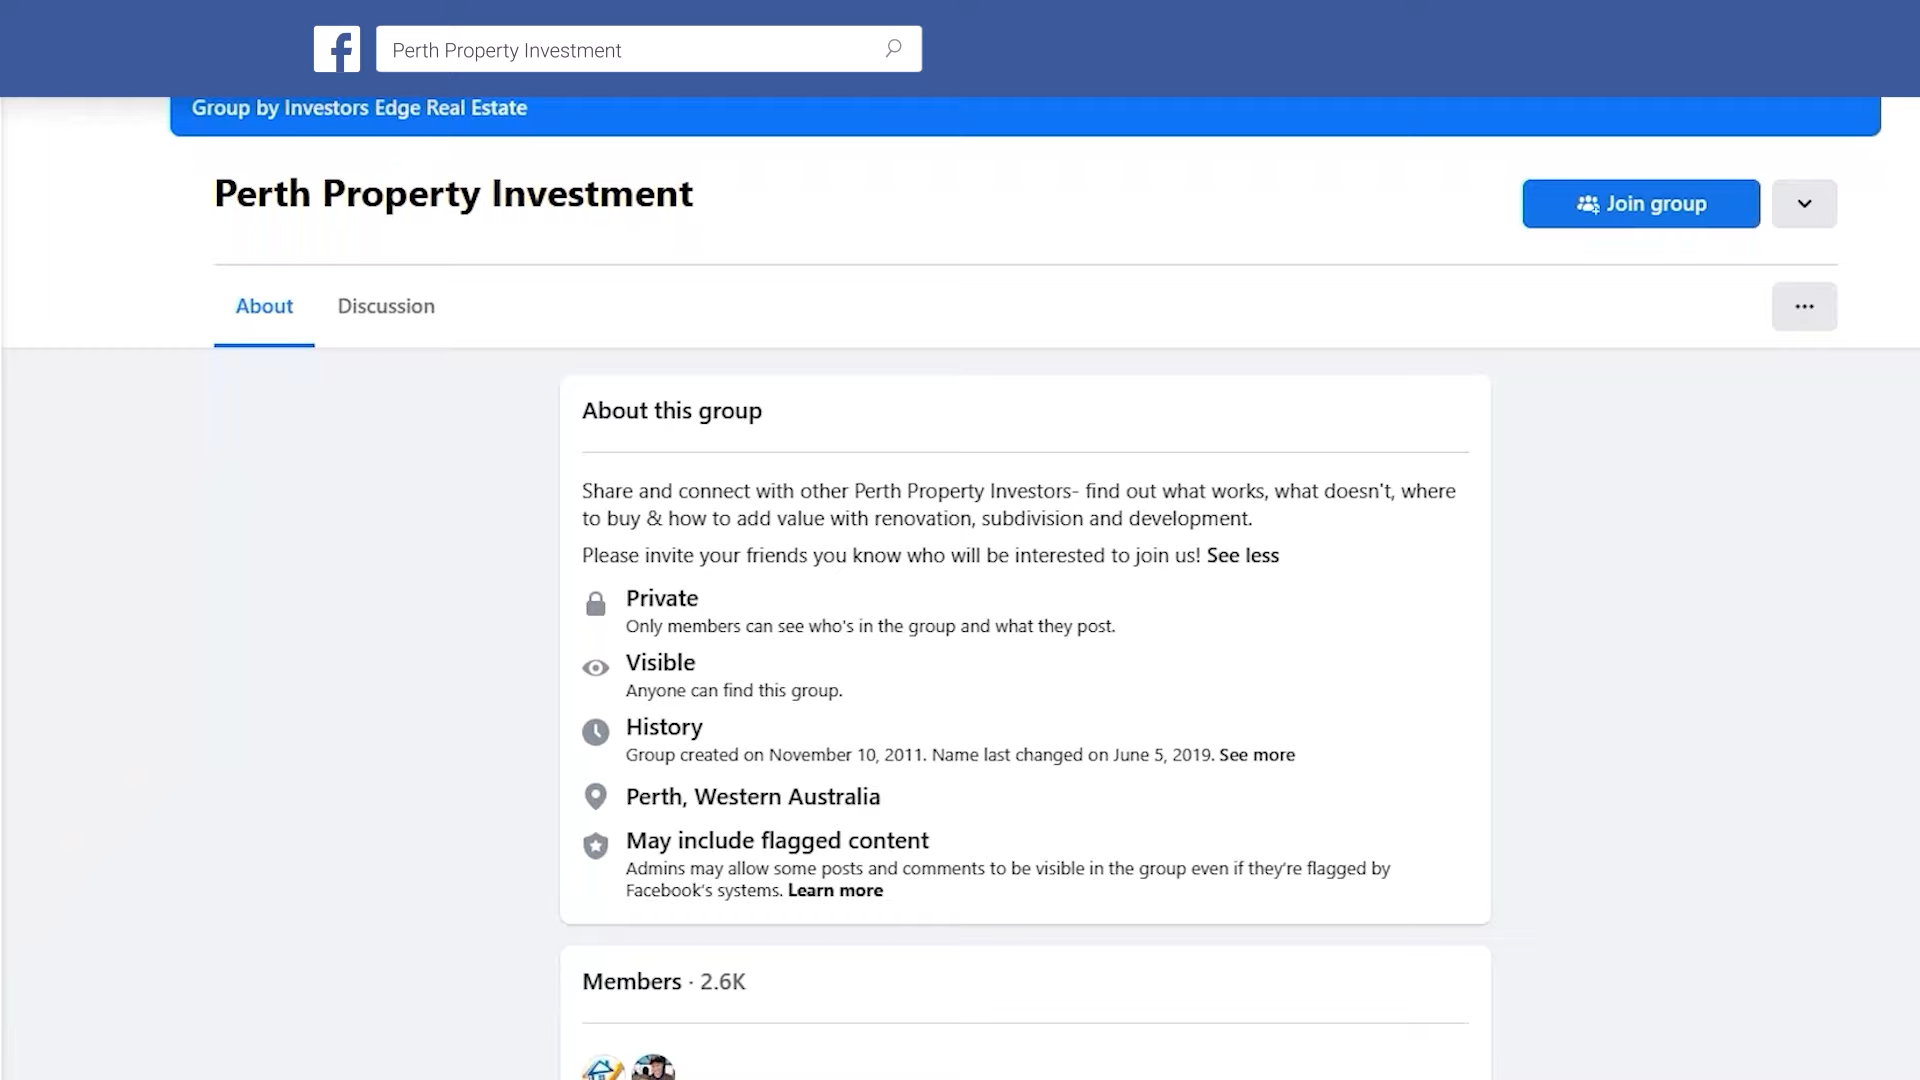 f
Perth Property Investment
Group by Investors Edge Real Estate
Perth Property Investment
Join group
About
Discussion
About this group
Share and connect with other Perth Property Investors- find out what works, what doesn't, where
to buy & how to add value with renovation, subdivision and development.
Please invite your friends you know who will be interested to join us! See less
Private
Only members can see who's in the group and what they post.
Visible
Anyone can find this group.
History
Group created on November 10, 2011. Name last changed on June 5, 2019. See more
Perth, Western Australia
May include flagged content
Admins may allow some posts and comments to be visible in the group even if they're flagged by
Facebook's systems. Learn more
Members · 2.6K